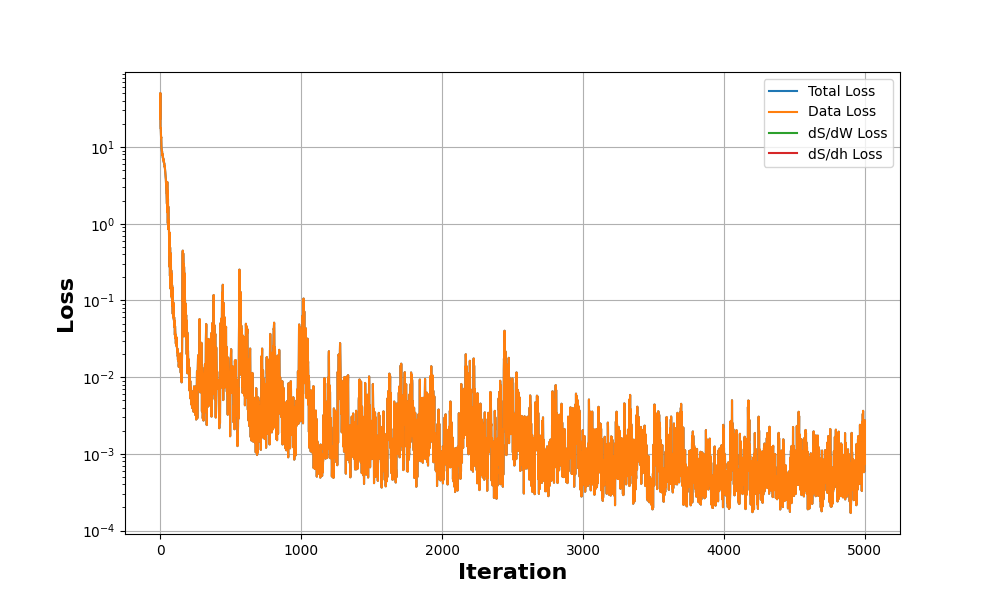 Total Loss
Data Loss
dS/dW Loss
dS/dh Loss
10¹
10⁰
10⁻¹
10⁻²
10⁻³
10⁻⁴
Loss
0 1000 2000 3000 4000 5000
Iteration